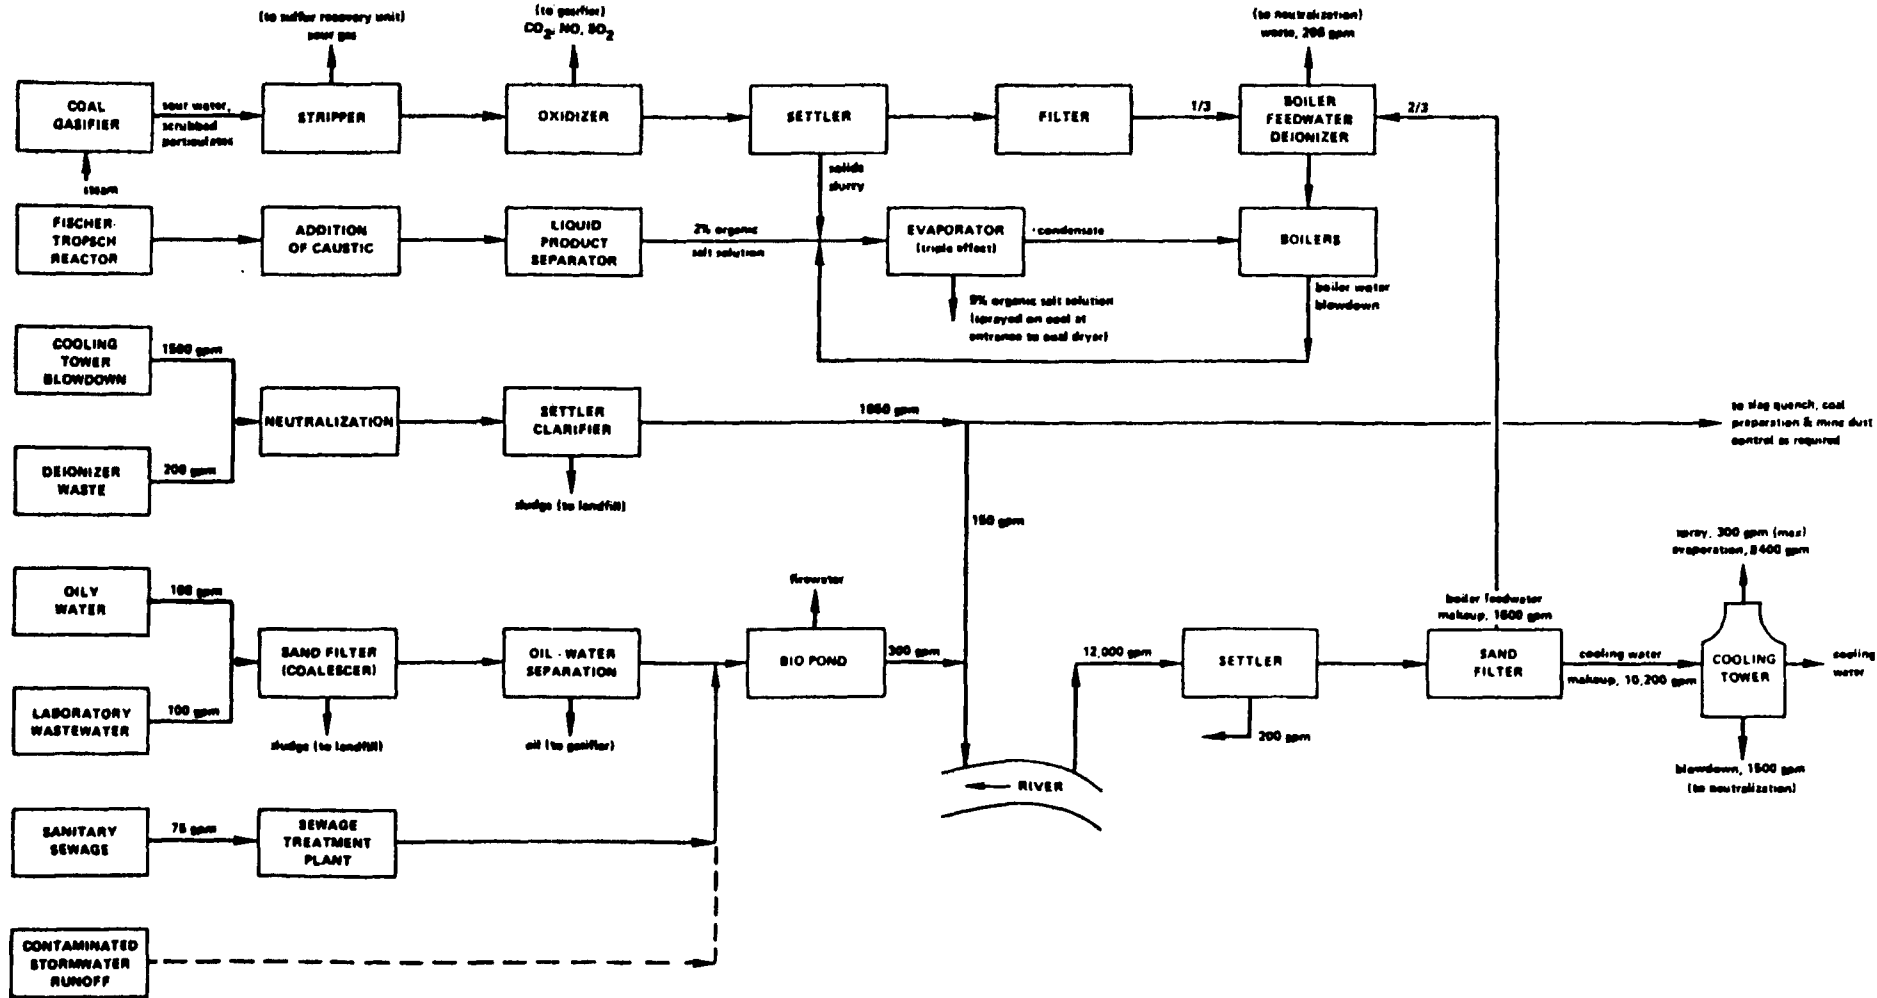 (to sulfur recovery unit)
sour gas
(to gasifier)
CO2, NO, SO2
(to neutralization)
waste, 206 gpm
COAL
GASIFIER
sour water,
scrubbed
particulates
STRIPPER
OXIDIZER
SETTLER
FILTER
1/3
BOILER
FEEDWATER
DEIONIZER
2/3
steam
solids
slurry
FISCHER-
TROPSCH
REACTOR
ADDITION
OF CAUSTIC
LIQUID
PRODUCT
SEPARATOR
2% organic
salt solution
EVAPORATOR
(triple effect)
condensate
BOILERS
9% organic salt solution
(sprayed on coal at
entrance to coal dryer)
boiler water
blowdown
COOLING
TOWER
BLOWDOWN
1500 gpm
NEUTRALIZATION
SETTLER
CLARIFIER
1650 gpm
to slag quench, coal
preparation & mine dust
control as required
DEIONIZER
WASTE
200 gpm
sludge (to landfill)
150 gpm
OILY
WATER
100 gpm
SAND FILTER
(COALESCER)
OIL - WATER
SEPARATION
firewater
BIO POND
300 gpm
12,000 gpm
SETTLER
200 gpm
boiler feedwater
makeup, 1600 gpm
SAND
FILTER
cooling water
makeup, 10,200 gpm
spray, 300 gpm (max)
evaporation, 8400 gpm
COOLING
TOWER
cooling
water
blowdown, 1500 gpm
(to neutralization)
LABORATORY
WASTEWATER
100 gpm
sludge (to landfill)
oil (to gasifier)
RIVER
SANITARY
SEWAGE
75 gpm
SEWAGE
TREATMENT
PLANT
CONTAMINATED
STORMWATER
RUNOFF